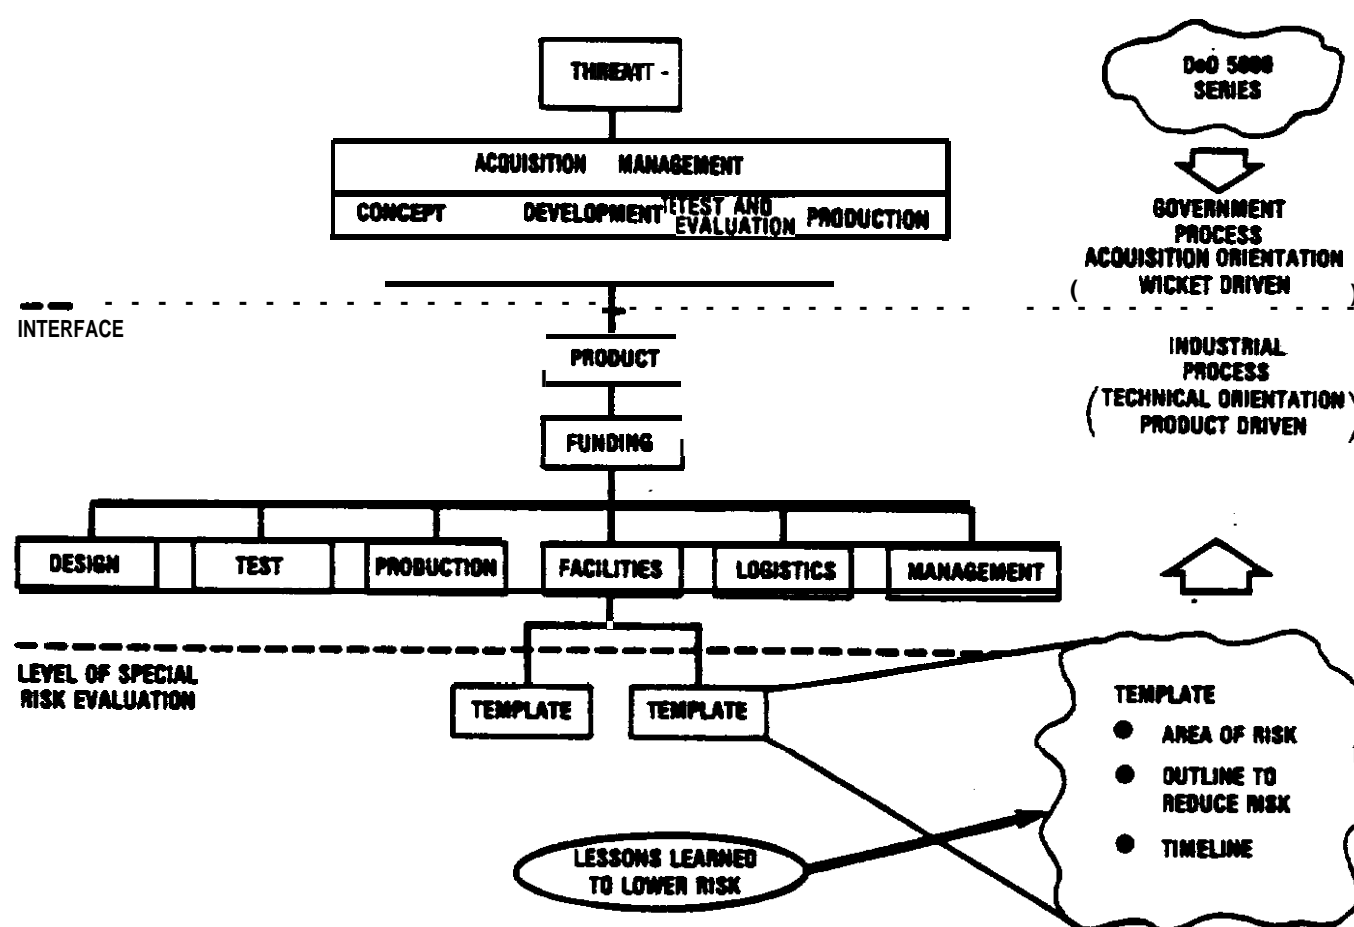 THREAT
DoD 5000
SERIES
ACQUISITION MANAGEMENT
CONCEPT DEVELOPMENT TEST AND
EVALUATION PRODUCTION
GOVERNMENT
PROCESS
(ACQUISITION ORIENTATION
WICKET DRIVEN)
INTERFACE
PRODUCT
INDUSTRIAL
PROCESS
(TECHNICAL ORIENTATION
PRODUCT DRIVEN)
FUNDING
DESIGN TEST PRODUCTION FACILITIES LOGISTICS MANAGEMENT
LEVEL OF SPECIAL
RISK EVALUATION
TEMPLATE TEMPLATE
TEMPLATE
● AREA OF RISK
● OUTLINE TO
REDUCE RISK
● TIMELINE
LESSONS LEARNED
TO LOWER RISK